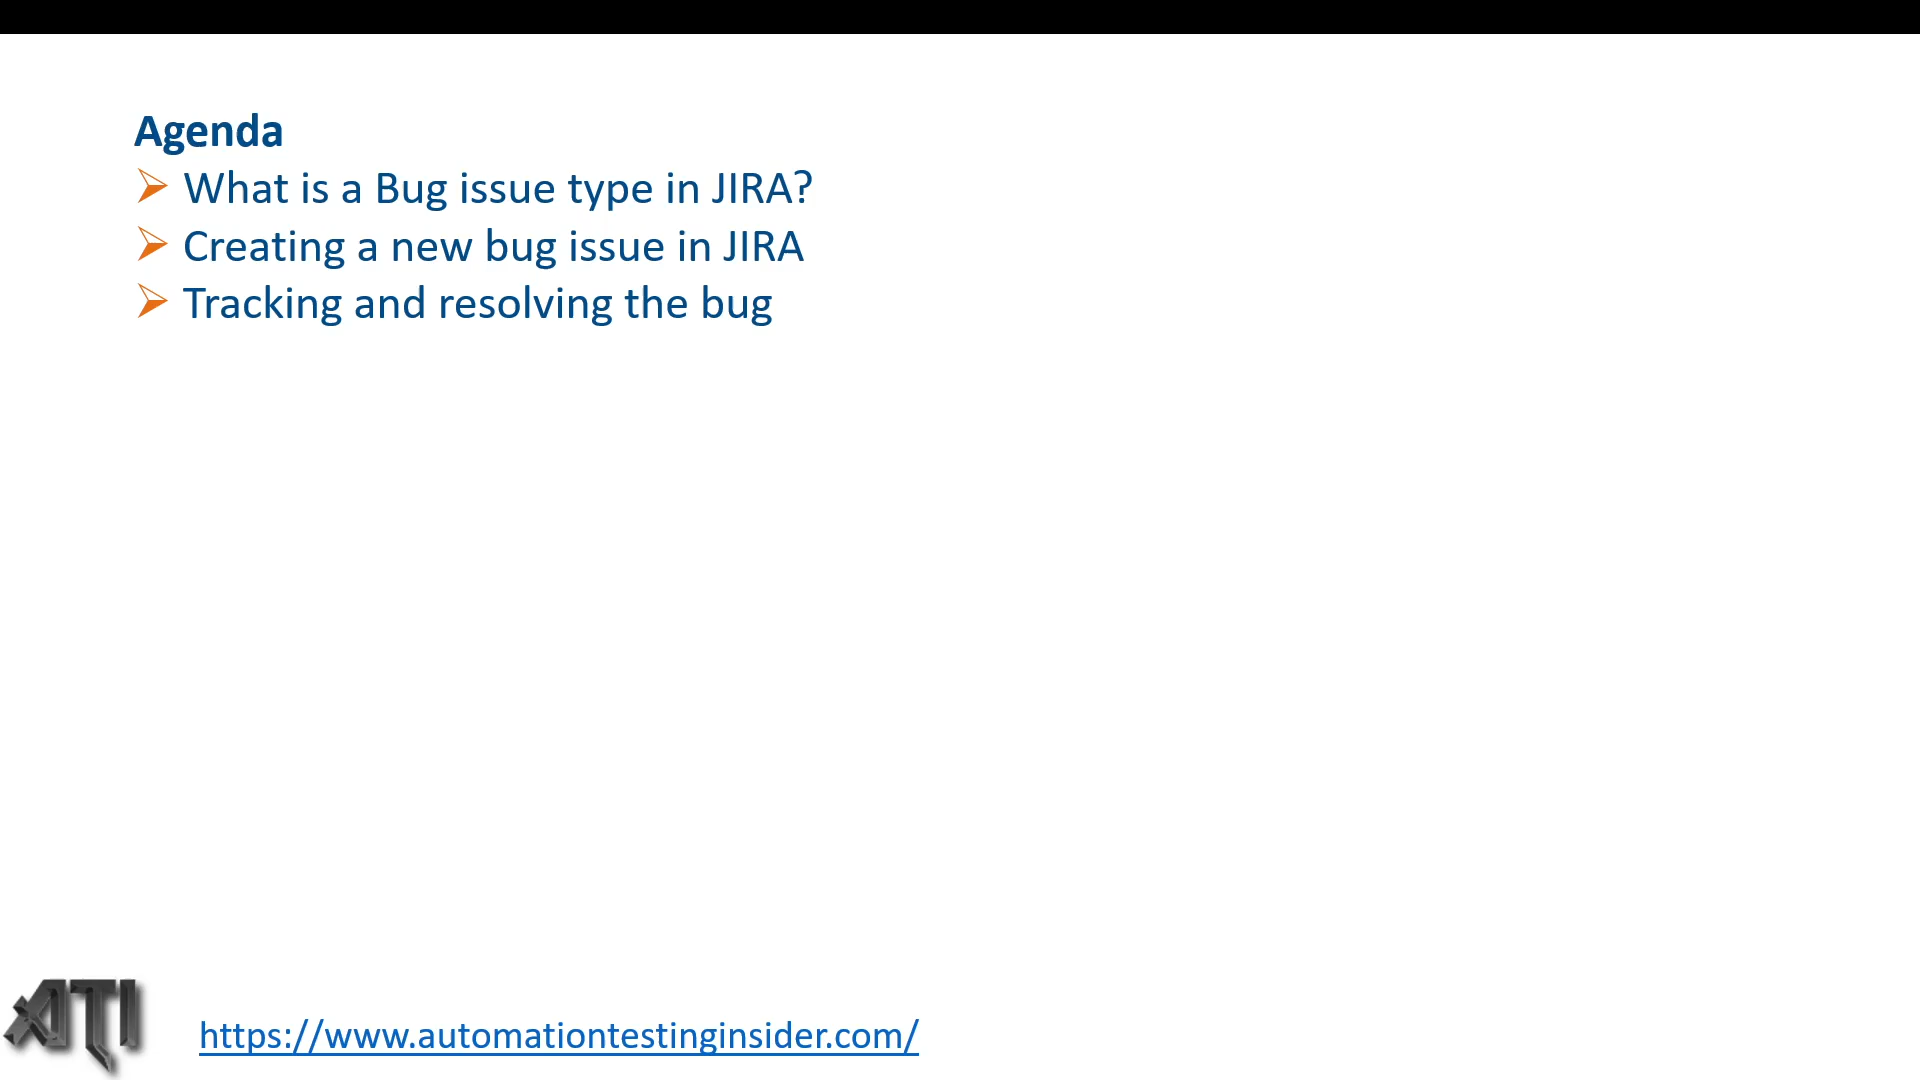 Agenda
What is a Bug issue type in JIRA?
Creating a new bug issue in JIRA
Tracking and resolving the bug
ATI
https://www.automationtestinginsider.com/